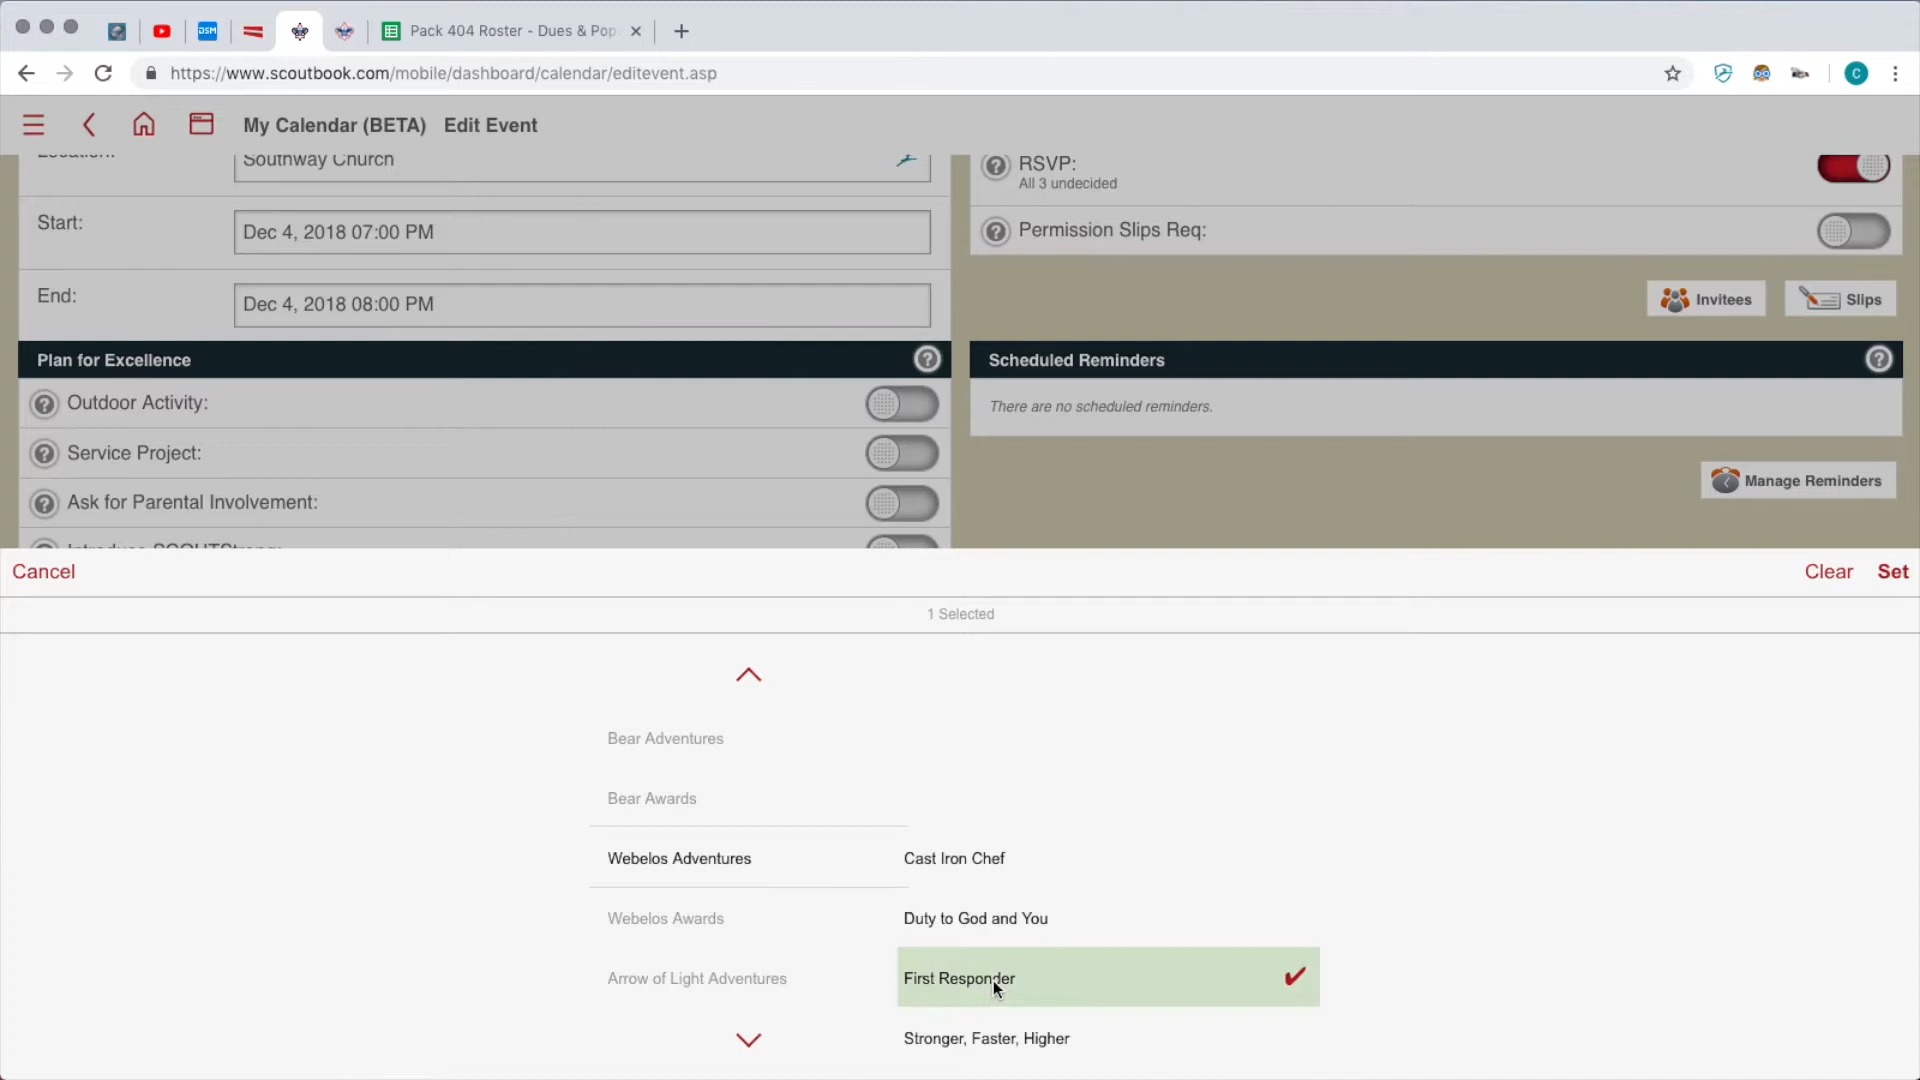 DSM
Pack 404 Roster - Dues & Pop
https://www.scoutbook.com/mobile/dashboard/calendar/editevent.asp
C
My Calendar (BETA) Edit Event
Location:
Southway Church
Start:
Dec 4, 2018 07:00 PM
End:
Dec 4, 2018 08:00 PM
Plan for Excellence
Outdoor Activity:
Service Project:
Ask for Parental Involvement:
Introduce SCOUTStrong:
RSVP:
All 3 undecided
Permission Slips Req:
Invitees
Slips
Scheduled Reminders
There are no scheduled reminders.
Manage Reminders
Cancel
Clear Set
1 Selected
Bear Adventures
Bear Awards
Webelos Adventures
Webelos Awards
Arrow of Light Adventures
Cast Iron Chef
Duty to God and You
First Responder
Stronger, Faster, Higher